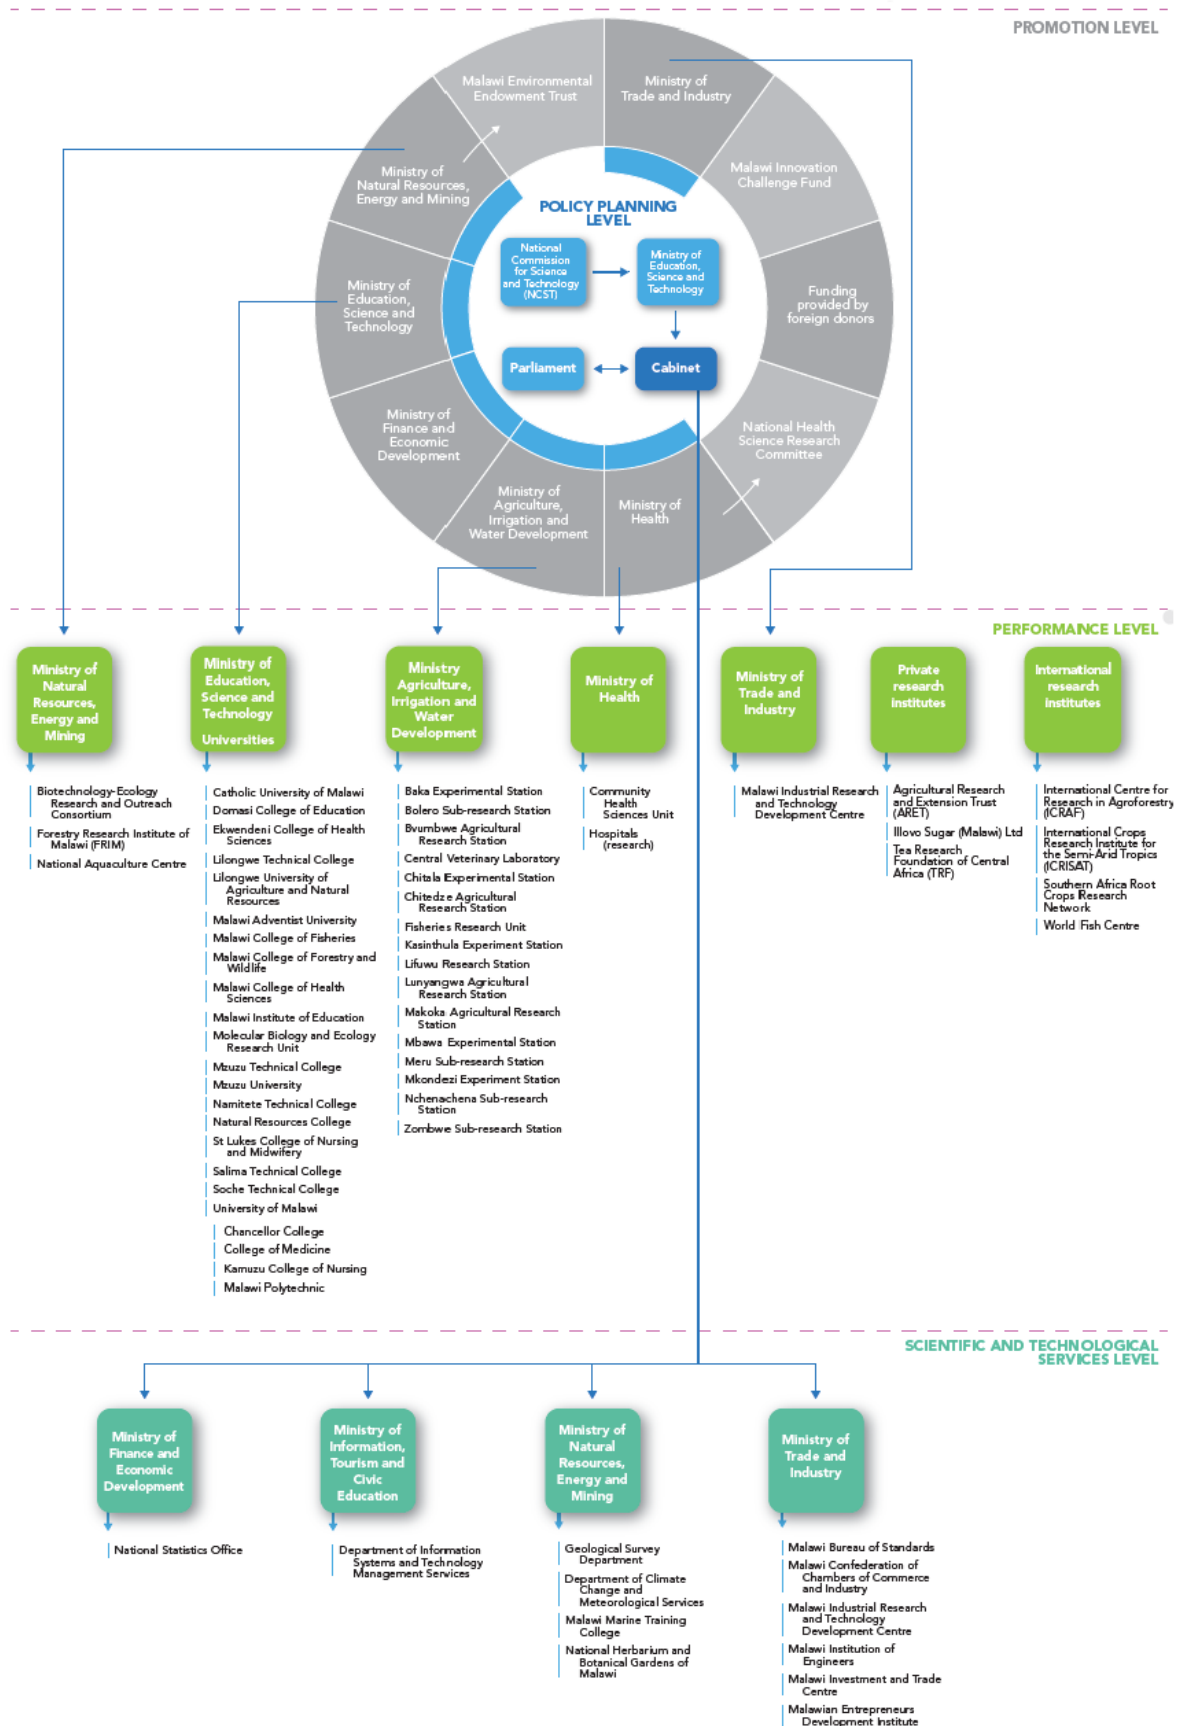 PROMOTION LEVEL
Malawi Environmental
Endowment Trust
Ministry of
Trade and Industry
Malawi Innovation
Challenge Fund
Funding
provided by
foreign donors
National Health
Science Research
Committee
Ministry of
Health
Ministry of
Agriculture,
Irrigation and
Water Development
Ministry of
Finance and
Economic
Development
Ministry of
Education,
Science and
Technology
Ministry of
Natural Resources,
Energy and Mining
POLICY PLANNING
LEVEL
National
Commission
for Science
and Technology
(NCST)
Ministry of
Education,
Science and
Technology
Parliament
Cabinet
PERFORMANCE LEVEL
Ministry of
Natural
Resources,
Energy and
Mining
Biotechnology-Ecology
Research and Outreach
Consortium
Forestry Research Institute of
Malawi (FRIM)
National Aquaculture Centre
Ministry of
Education,
Science and
Technology
Universities
Catholic University of Malawi
Domasi College of Education
Ekwendeni College of Health
Sciences
Lilongwe Technical College
Lilongwe University of
Agriculture and Natural
Resources
Malawi Adventist University
Malawi College of Fisheries
Malawi College of Forestry and
Wildlife
Malawi College of Health
Sciences
Malawi Institute of Education
Molecular Biology and Ecology
Research Unit
Mzuzu Technical College
Mzuzu University
Namitete Technical College
Natural Resources College
St Lukes College of Nursing
and Midwifery
Salima Technical College
Soche Technical College
University of Malawi
Chancellor College
College of Medicine
Kamuzu College of Nursing
Malawi Polytechnic
Ministry
Agriculture,
Irrigation and
Water
Development
Baka Experimental Station
Bolero Sub-research Station
Bvumbwe Agricultural
Research Station
Central Veterinary Laboratory
Chitala Experimental Station
Chitedze Agricultural
Research Station
Fisheries Research Unit
Kasinthula Experiment Station
Lifuwu Research Station
Lunyangwa Agricultural
Research Station
Makoka Agricultural Research
Station
Mbawa Experimental Station
Meru Sub-research Station
Mkondezi Experiment Station
Nchenachena Sub-research
Station
Zombwe Sub-research Station
Ministry of
Health
Community
Health
Sciences Unit
Hospitals
(research)
Ministry of
Trade and
Industry
Malawi Industrial Research
and Technology
Development Centre
Private
research
institutes
Agricultural Research
and Extension Trust
(ARET)
Illovo Sugar (Malawi) Ltd
Tea Research
Foundation of Central
Africa (TRF)
International
research
institutes
International Centre for
Research in Agroforestry
(ICRAF)
International Crops
Research Institute for
the Semi-Arid Tropics
(ICRISAT)
Southern Africa Root
Crops Research
Network
World Fish Centre
SCIENTIFIC AND TECHNOLOGICAL
SERVICES LEVEL
Ministry of
Finance and
Economic
Development
National Statistics Office
Ministry of
Information,
Tourism and
Civic
Education
Department of Information
Systems and Technology
Management Services
Ministry of
Natural
Resources,
Energy and
Mining
Geological Survey
Department
Department of Climate
Change and
Meteorological Services
Malawi Marine Training
College
National Herbarium and
Botanical Gardens of
Malawi
Ministry of
Trade and
Industry
Malawi Bureau of Standards
Malawi Confederation of
Chambers of Commerce
and Industry
Malawi Industrial Research
and Technology
Development Centre
Malawi Institution of
Engineers
Malawi Investment and Trade
Centre
Malawian Entrepreneurs
Development Institute